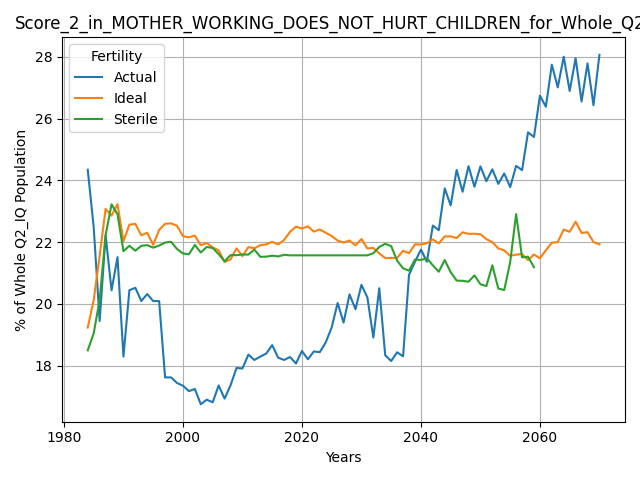 Score_2_in_MOTHER_WORKING_DOES_NOT_HURT_CHILDREN_for_Whole_Q2
Fertility
Actual
Ideal
Sterile
% of Whole Q2_IQ Population
28
26
24
22
20
18
1980
2000
2020
2040
2060
Years